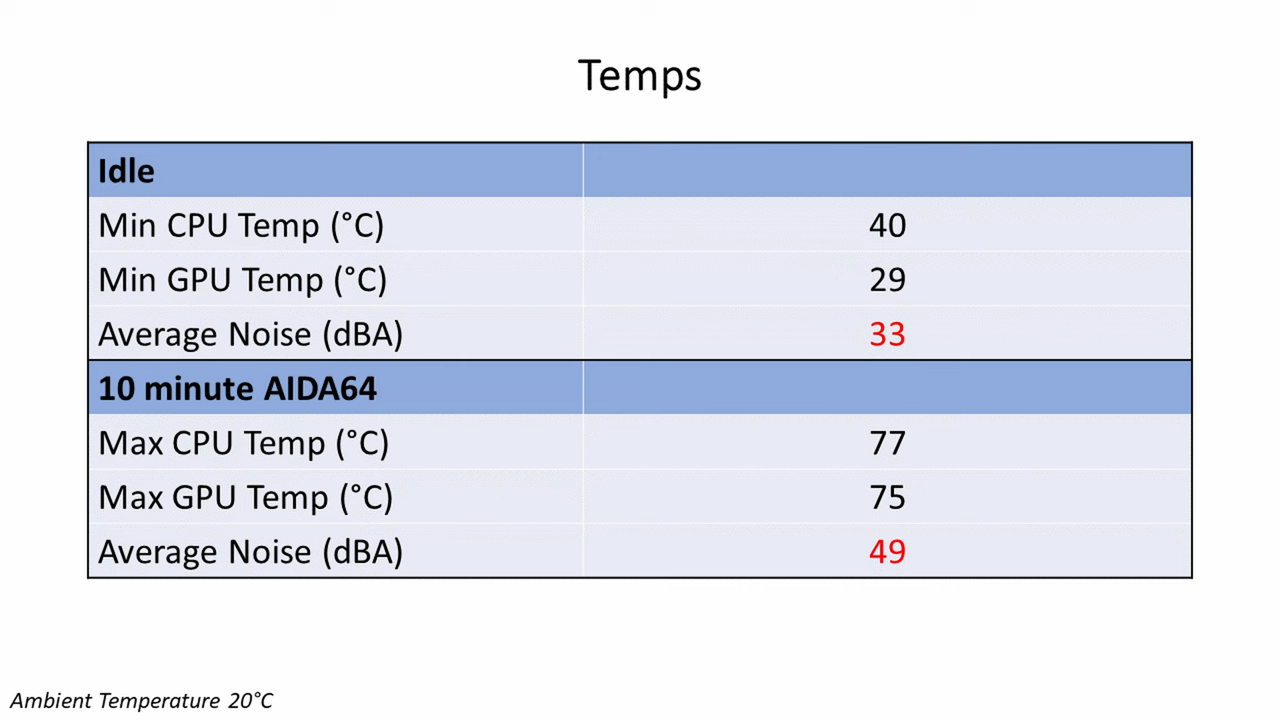 Temps
Idle
Min CPU Temp (°C) 40
Min GPU Temp (°C) 29
Average Noise (dBA) 33
10 minute AIDA64
Max CPU Temp (°C) 77
Max GPU Temp (°C) 75
Average Noise (dBA) 49
Ambient Temperature 20°C